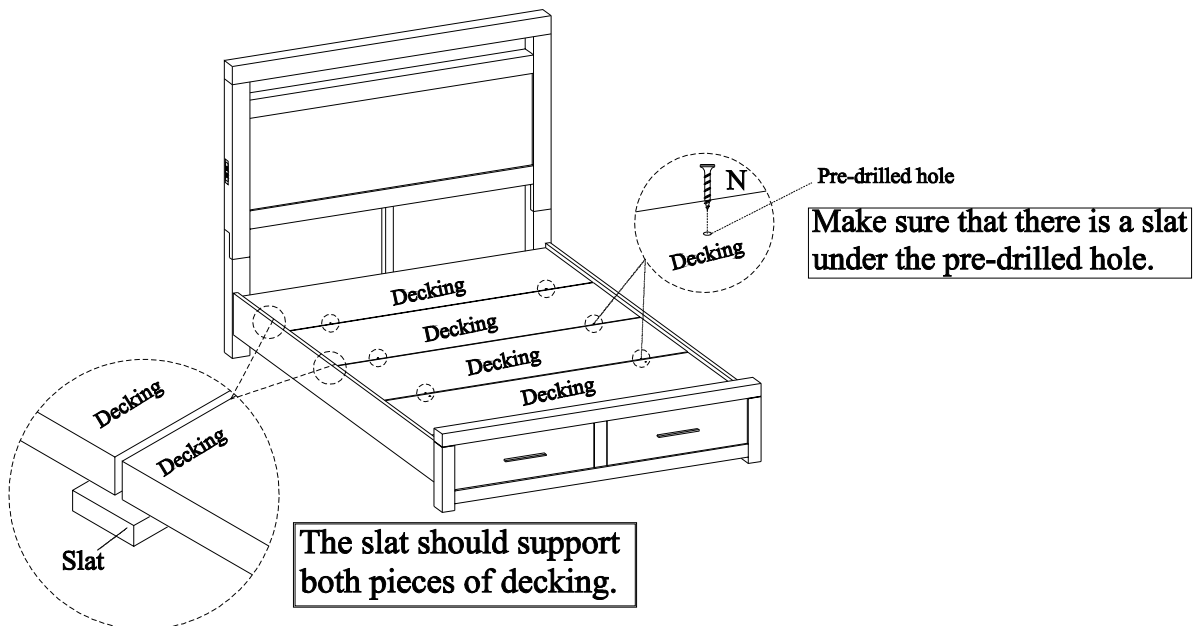 N
Pre-drilled hole
Decking
Make sure that there is a slat
under the pre-drilled hole.
Decking
Decking
Decking
Decking
Decking
Decking
Slat
The slat should support
both pieces of decking.